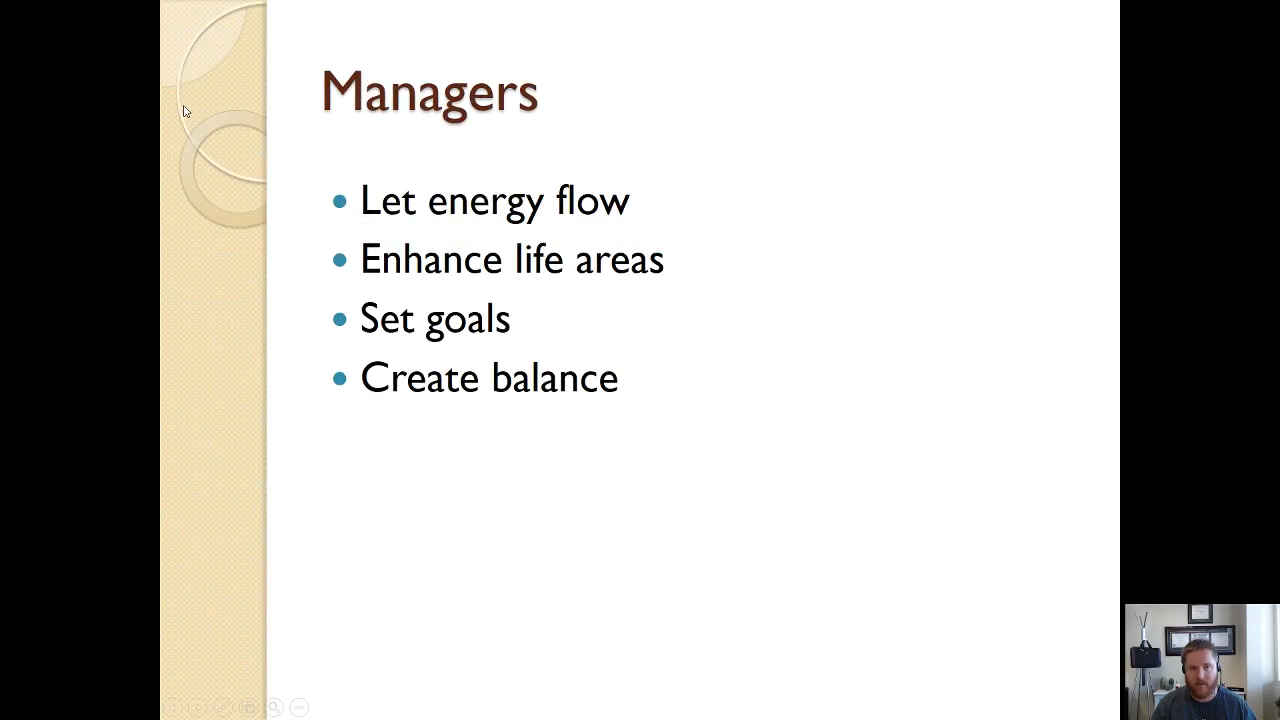 Managers
Let energy flow
Enhance life areas
Set goals
Create balance